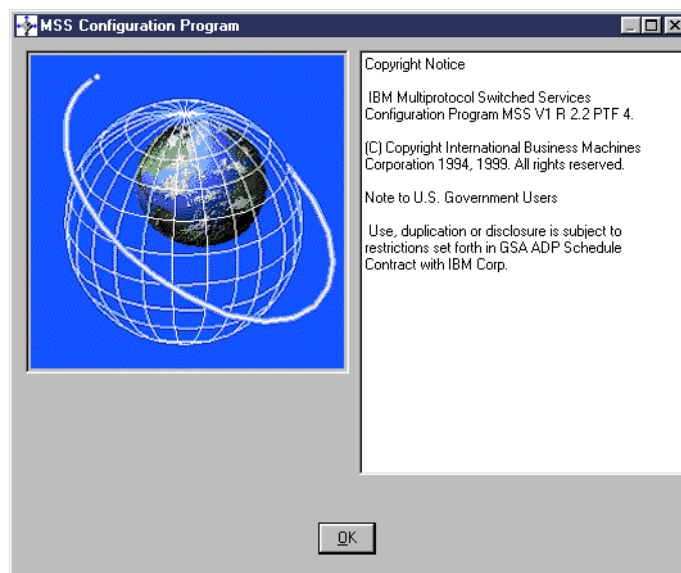 MSS Configuration Program
Copyright Notice
IBM Multiprotocol Switched Services
Configuration Program MSS V1 R 2.2 PTF 4.
(C) Copyright International Business Machines
Corporation 1994, 1999. All rights reserved.
Note to U.S. Government Users
Use, duplication or disclosure is subject to
restrictions set forth in GSA ADP Schedule
Contract with IBM Corp.
OK